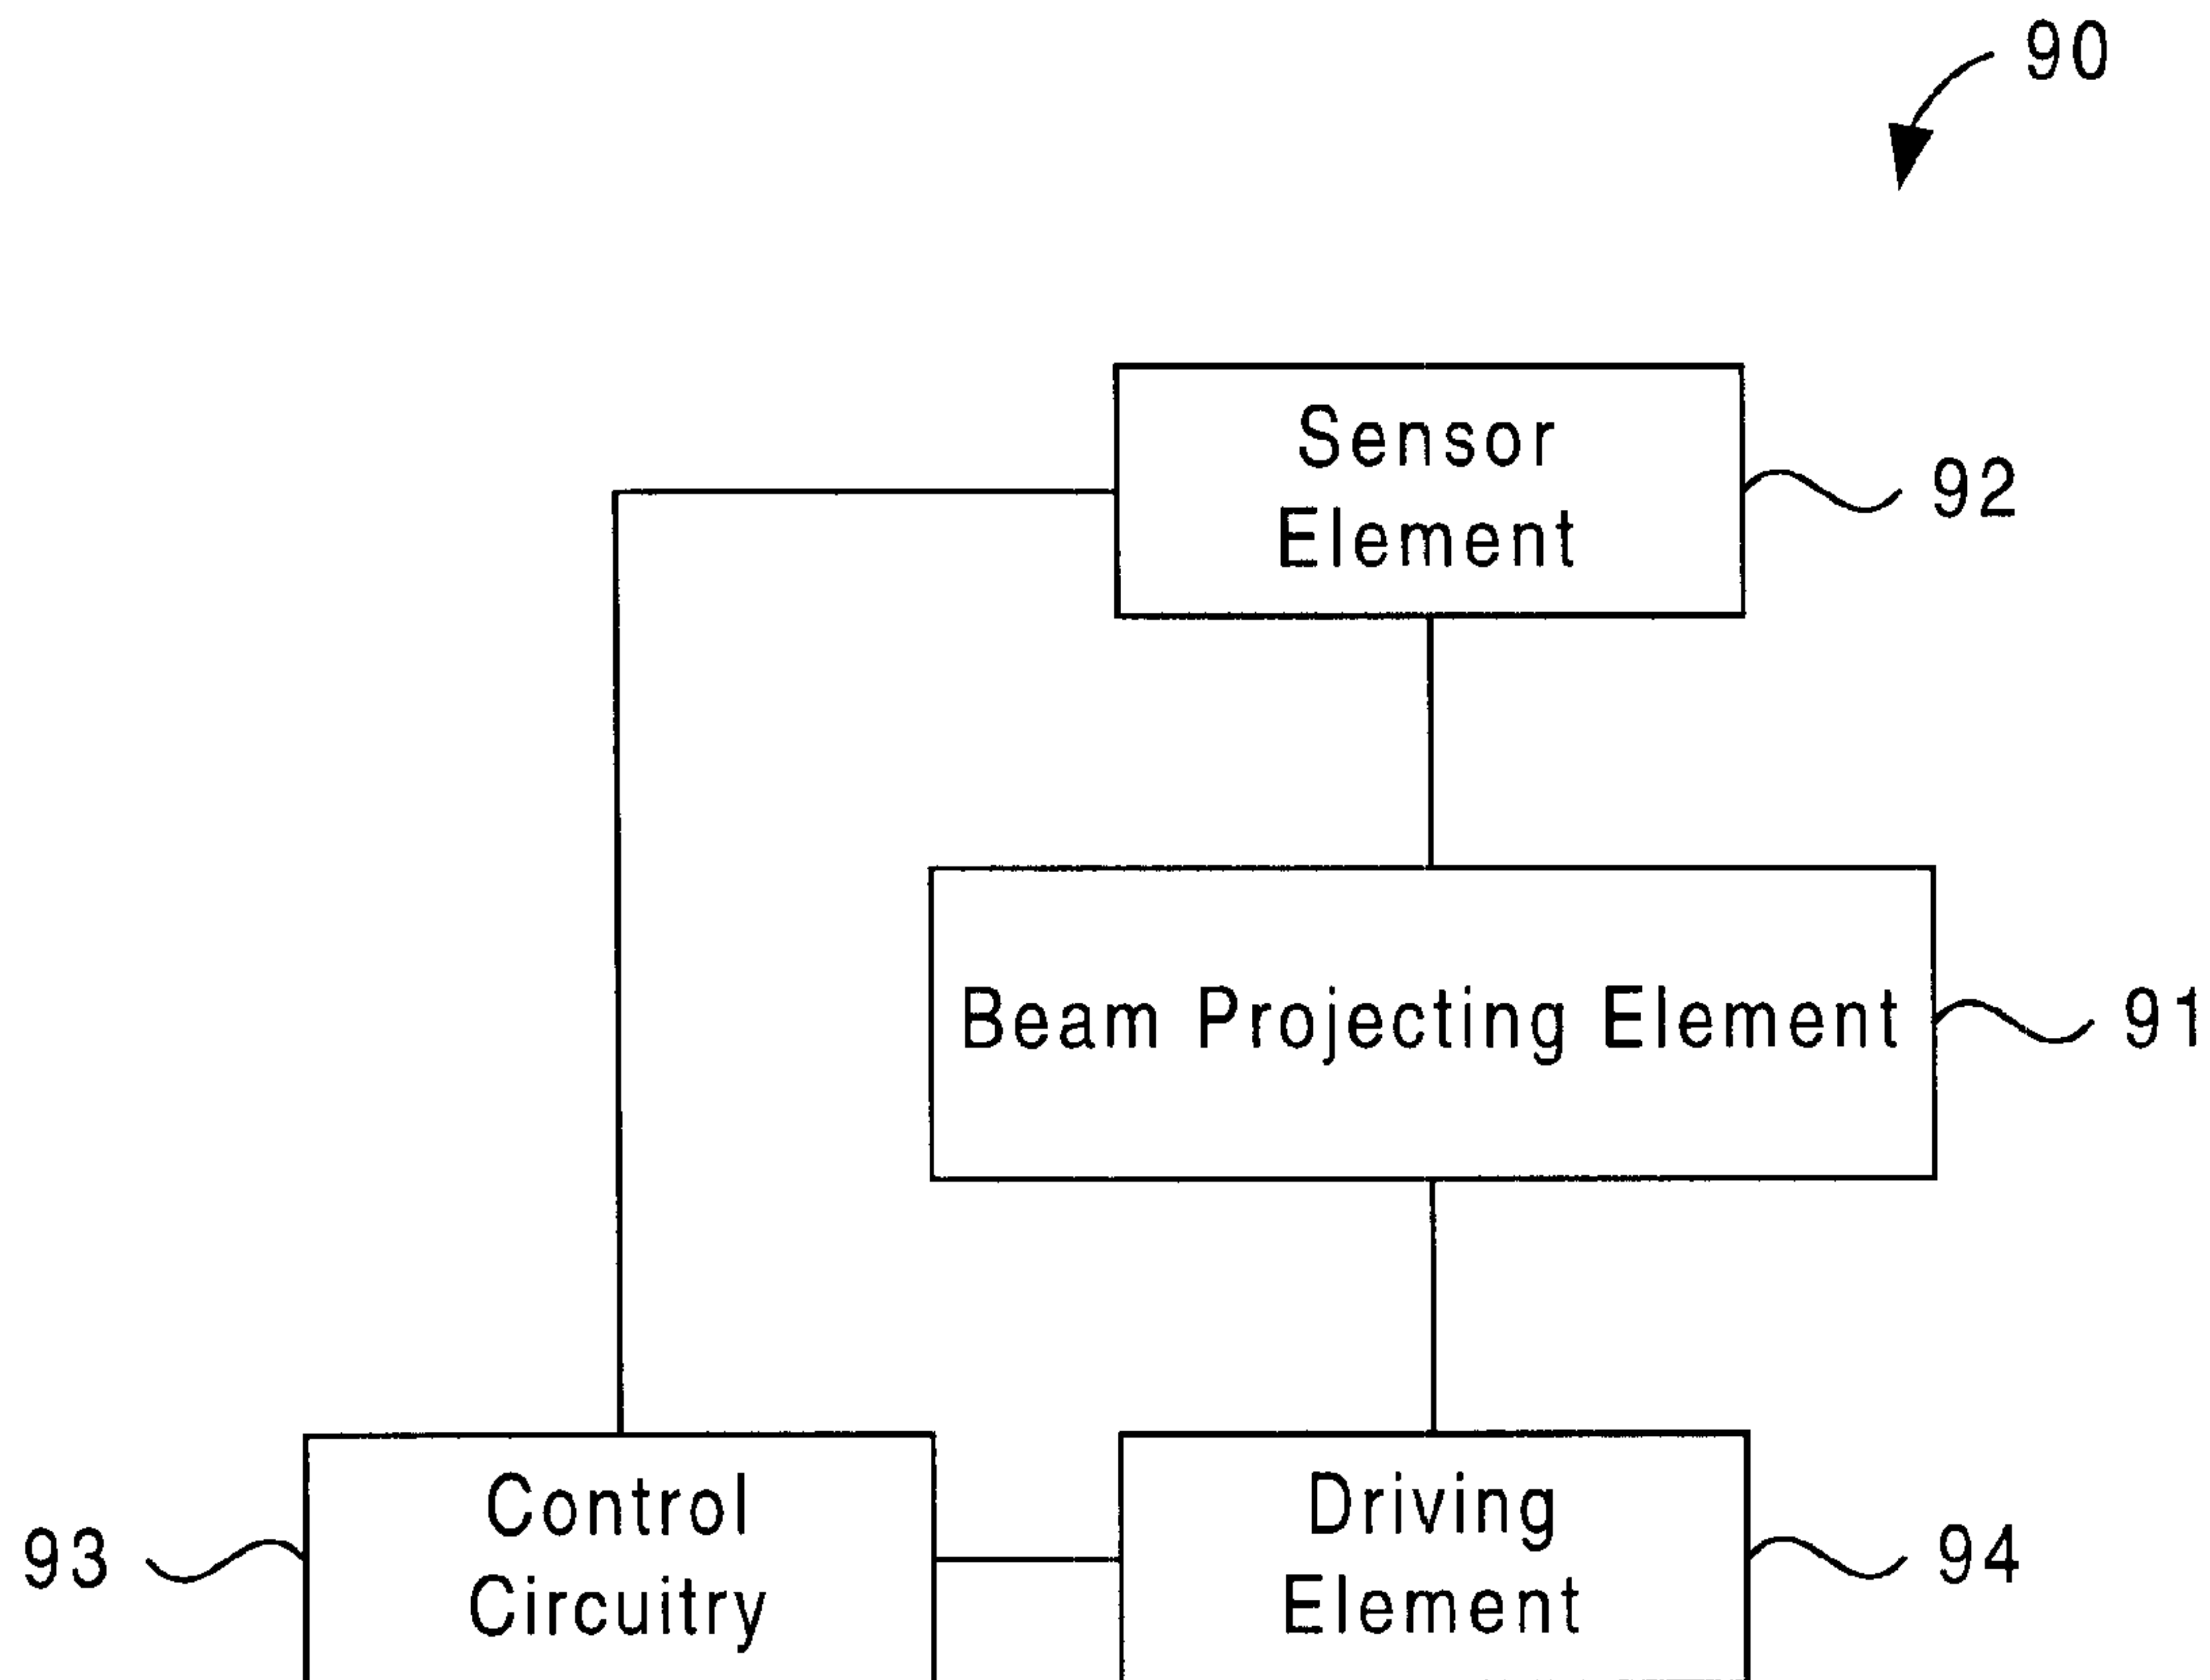 90
Sensor
Element
92
Beam Projecting Element
91
Control
Circuitry
93
Driving
Element
94